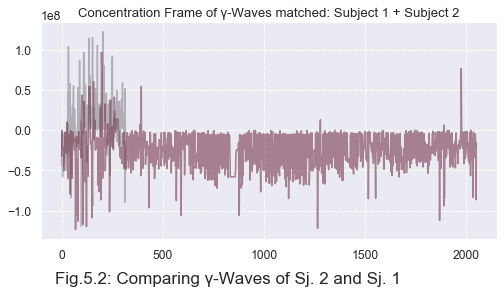 Concentration Frame of γ-Waves matched: Subject 1 + Subject 2
1e8
1.0
0.5
0.0
−0.5
−1.0
0 500 1000 1500 2000
Fig.5.2: Comparing γ-Waves of Sj. 2 and Sj. 1